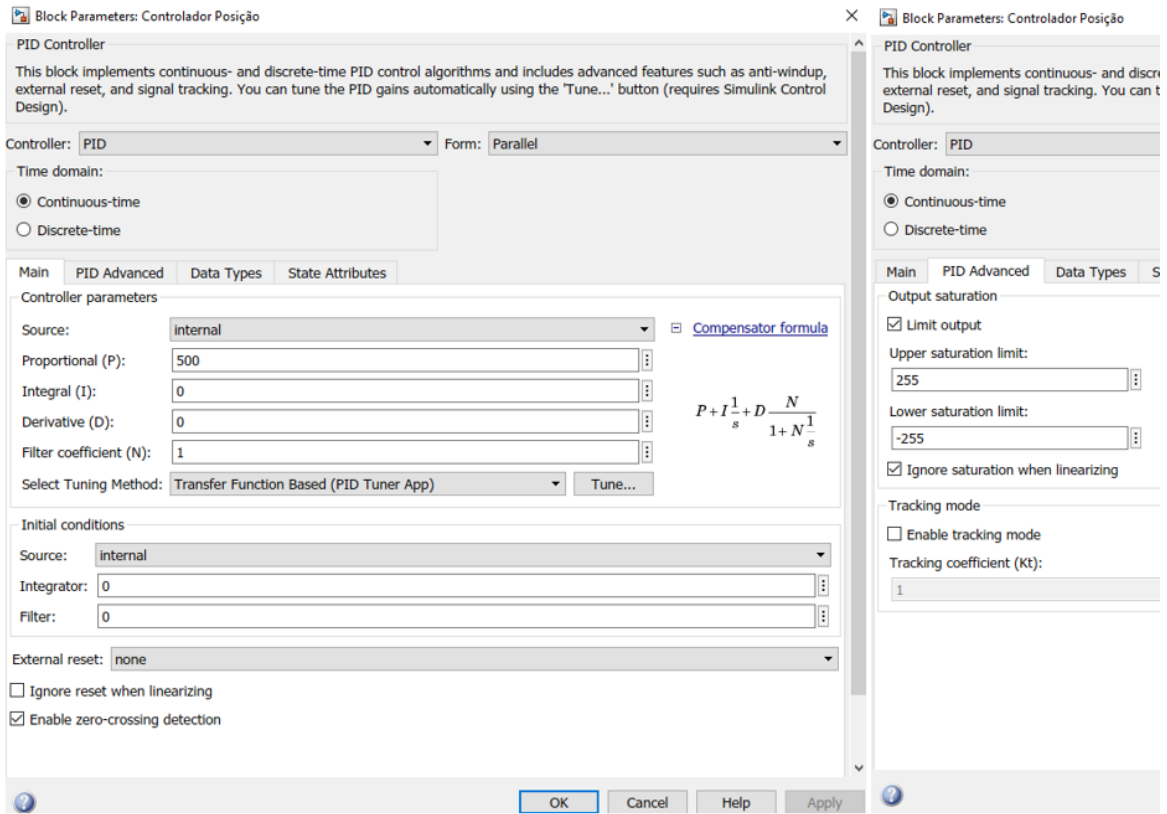 Block Parameters: Controlador Posição
PID Controller
This block implements continuous- and discrete-time PID control algorithms and includes advanced features such as anti-windup,
external reset, and signal tracking. You can tune the PID gains automatically using the 'Tune...' button (requires Simulink Control
Design).
Controller: PID Form: Parallel
Time domain:
Continuous-time
Discrete-time
Main PID Advanced Data Types State Attributes
Controller parameters
Source: internal Compensator formula
Proportional (P): 500
Integral (I): 0
Derivative (D): 0
P+I 1/s +D N/(1+N 1/s)
Filter coefficient (N): 1
Select Tuning Method: Transfer Function Based (PID Tuner App) Tune...
Initial conditions
Source: internal
Integrator: 0
Filter: 0
External reset: none
Ignore reset when linearizing
Enable zero-crossing detection
OK Cancel Help Apply
Block Parameters: Controlador Posição
PID Controller
This block implements continuous- and discre
external reset, and signal tracking. You can t
Design).
Controller: PID
Time domain:
Continuous-time
Discrete-time
Main PID Advanced Data Types S
Output saturation
Limit output
Upper saturation limit:
255
Lower saturation limit:
-255
Ignore saturation when linearizing
Tracking mode
Enable tracking mode
Tracking coefficient (Kt):
1